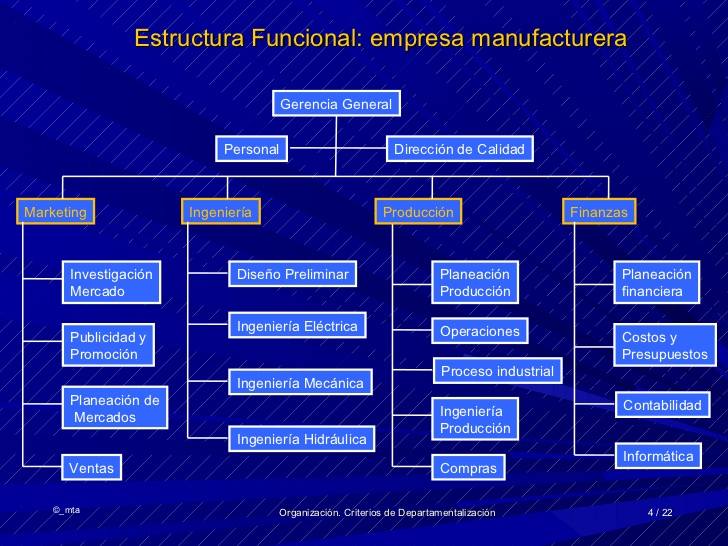 Estructura Funcional: empresa manufacturera
Gerencia General
Personal
Dirección de Calidad
Marketing
Ingeniería
Producción
Finanzas
Investigación
Mercado
Publicidad y
Promoción
Planeación de
Mercados
Ventas
Diseño Preliminar
Ingeniería Eléctrica
Ingeniería Mecánica
Ingeniería Hidráulica
Planeación
Producción
Operaciones
Proceso industrial
Ingeniería
Producción
Compras
Planeación
financiera
Costos y
Presupuestos
Contabilidad
Informática
©_mta
Organización. Criterios de Departamentalización
4 / 22